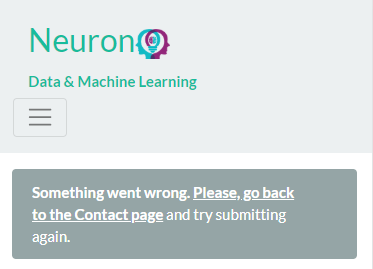 Neuron
Data & Machine Learning
Something went wrong. Please, go back
to the Contact page and try submitting
again.